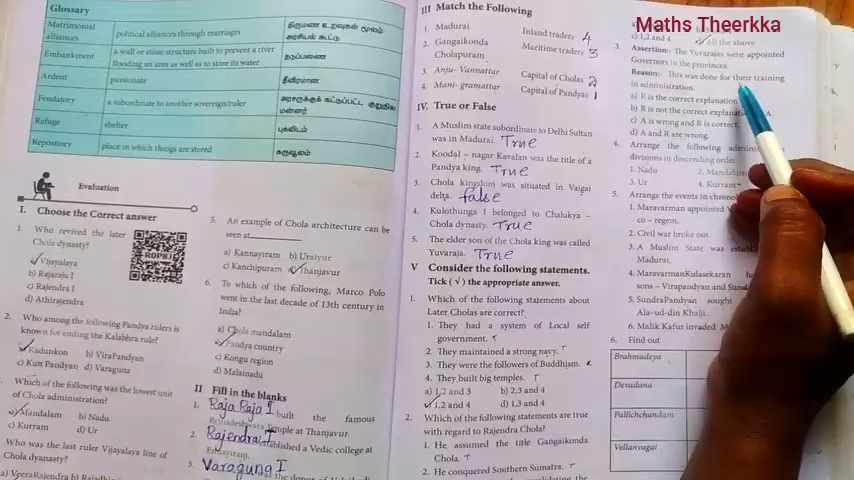 Glossary
Matrimonial alliances
political alliances through marriages
திருமண உறவுகள் மூலம் அரசியல் கூட்டு
Embankment
a wall or stone structure built to prevent a river flooding an area as well as to store its water
தடுப்பணை
Ardent
passionate
தீவிரமான
Feudatory
a subordinate to another sovereign/ruler
அரசருக்குக் கட்டுப்பட்ட குறுநில மன்னர்
Refuge
shelter
புகலிடம்
Repository
place in which things are stored
கருவூலம்
Evaluation
I. Choose the Correct answer
1. Who revived the later Chola dynasty?
a) Vijayalaya
b) Rajaraja I
c) Rajendra I
d) Athirajendra
2. Who among the following Pandya rulers is known for ending the Kalabhra rule?
a) Kadunkon b) ViraPandyan
c) Kun Pandyan d) Varaguna
Which of the following was the lowest unit of Chola administration?
a) Mandalam b) Nadu
c) Kurram d) Ur
Who was the last ruler Vijayalaya line of Chola dynasty?
a) VeeraRajendra
5. An example of Chola architecture can be seen at
a) Kannayiram b) Uraiyur
c) Kanchipuram d) Thanjavur
6. To which of the following, Marco Polo went in the last decade of 13th century in India?
a) Chola mandalam
b) Pandya country
c) Kongu region
d) Malainadu
II Fill in the blanks
1. Raja Raja I built the famous temple at Thanjavur.
2. Rajendra I established a Vedic college at
3. Varaguna I
III Match the Following
1. Madurai
Inland traders 4
2. Gangaikonda Cholapuram
Maritime traders 3
3. Anju-Vannattar
Capital of Cholas 2
4. Mani-gramattar
Capital of Pandyas 1
IV. True or False
1. A Muslim state subordinate to Delhi Sultan was in Madurai. True
2. Koodal – nagar Kavalan was the title of a Pandya king. True
3. Chola kingdom was situated in Vaigai delta. False
4. Kulothunga I belonged to Chalukya – Chola dynasty. True
5. The elder son of the Chola king was called Yuvaraja. True
V Consider the following statements.
Tick (√) the appropriate answer.
1. Which of the following statements about Later Cholas are correct?
1. They had a system of Local self government.
2. They maintained a strong navy. T
3. They were the followers of Buddhism.
4. They built big temples. T
a) 1,2 and 3 b) 2,3 and 4
c) 1,2 and 4 d) 1,3 and 4
2. Which of the following statements are true with regard to Rajendra Chola?
1. He assumed the title Gangaikonda Chola. T
2. He conquered Southern Sumatra. T
Maths Theerkka
c) 1,2 and 4 d) All the above
3. Assertion:- The Yuvarajas were appointed Governors in the provinces.
Reason:- This was done for their training in administration.
a) R is the correct explanation
b) R is not the correct A.
c) A is wrong and R is correct.
d) A and R are wrong.
4. Arrange the following divisions in descending order
1. Nadu 2. Mandalam
3. Ur 4. Kurram
5. Arrange the events in
1. Maravarman appointed co – regent.
2. Civil war broke out.
3. A Muslim State was Madurai.
4. MaravarmanKulasekaran sons – Virapandyan and
5. SundraPandyan sought Ala-ud-din Khalji.
6. Malik Kafur invaded
6. Find out
Brahmadeya
Devadana
Pallichchandam
Vellanvagai